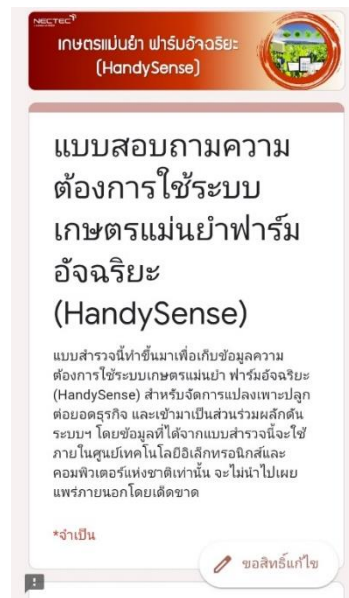 NECTEC
เกษตรแม่นยำ ฟาร์มอัจฉริยะ
(HandySense)
แบบสอบถามความ
ต้องการใช้ระบบ
เกษตรแม่นยำฟาร์ม
อัจฉริยะ
(HandySense)
แบบสำรวจนี้ทำขึ้นมาเพื่อเก็บข้อมูลความ
ต้องการใช้ระบบเกษตรแม่นยำ ฟาร์มอัจฉริยะ
(HandySense) สำหรับจัดการแปลงเพาะปลูก
ต่อยอดธุรกิจ และเข้ามาเป็นส่วนร่วมผลักดัน
ระบบฯ โดยข้อมูลที่ได้จากแบบสำรวจนี้จะใช้
ภายในศูนย์เทคโนโลยีอิเล็กทรอนิกส์และ
คอมพิวเตอร์แห่งชาติเท่านั้น จะไม่นำไปเผย
แพร่ภายนอกโดยเด็ดขาด
*จำเป็น
ขอสิทธิ์แก้ไข